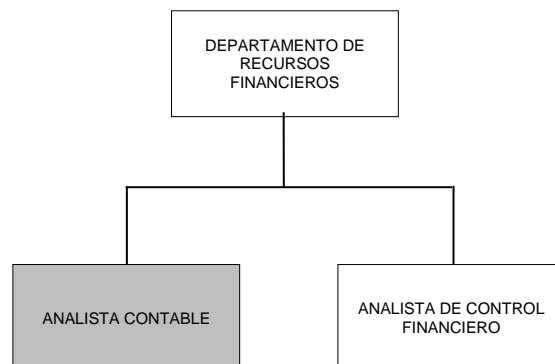 DEPARTAMENTO DE
RECURSOS
FINANCIEROS
ANALISTA CONTABLE
ANALISTA DE CONTROL
FINANCIERO